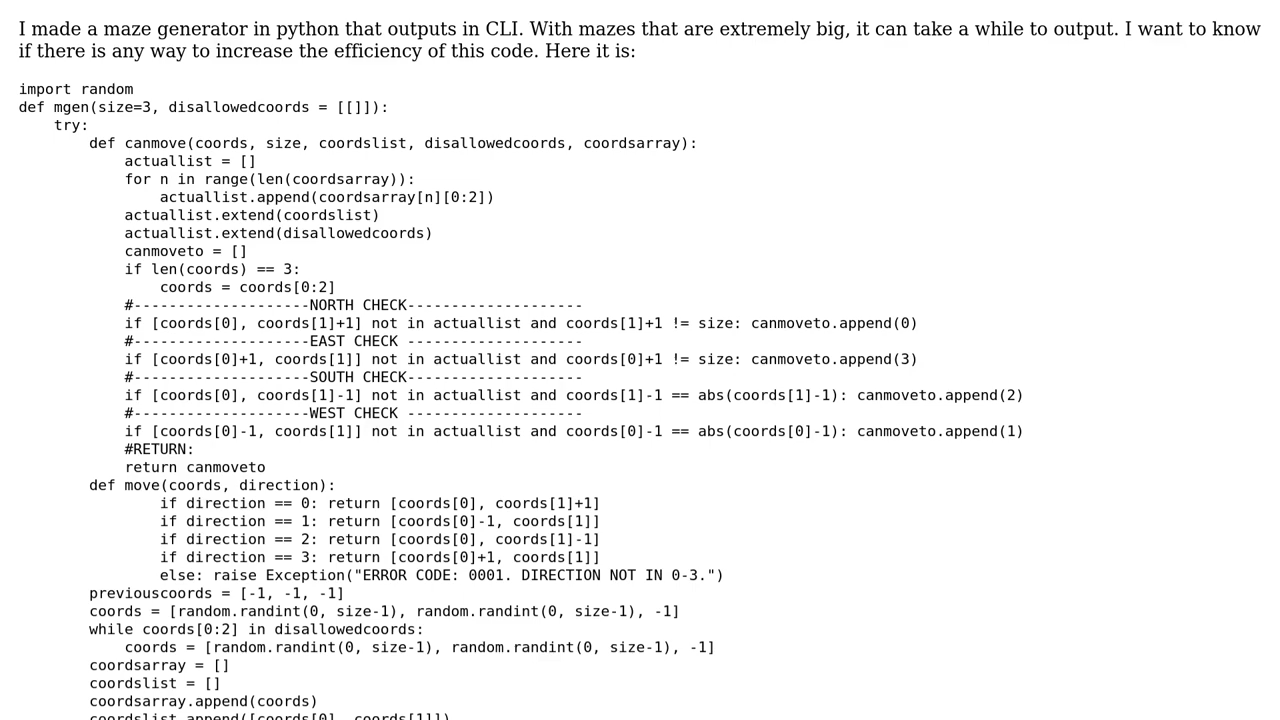 I made a maze generator in python that outputs in CLI. With mazes that are extremely big, it can take a while to output. I want to know
if there is any way to increase the efficiency of this code. Here it is:
import random
def mgen(size=3, disallowedcoords = [[]]):
    try:
        def canmove(coords, size, coordslist, disallowedcoords, coordsarray):
            actuallist = []
            for n in range(len(coordsarray)):
                actuallist.append(coordsarray[n][0:2])
            actuallist.extend(coordslist)
            actuallist.extend(disallowedcoords)
            canmoveto = []
            if len(coords) == 3:
                coords = coords[0:2]
            #--------------------NORTH CHECK--------------------
            if [coords[0], coords[1]+1] not in actuallist and coords[1]+1 != size: canmoveto.append(0)
            #--------------------EAST CHECK --------------------
            if [coords[0]+1, coords[1]] not in actuallist and coords[0]+1 != size: canmoveto.append(3)
            #--------------------SOUTH CHECK--------------------
            if [coords[0], coords[1]-1] not in actuallist and coords[1]-1 == abs(coords[1]-1): canmoveto.append(2)
            #--------------------WEST CHECK --------------------
            if [coords[0]-1, coords[1]] not in actuallist and coords[0]-1 == abs(coords[0]-1): canmoveto.append(1)
            #RETURN:
            return canmoveto
        def move(coords, direction):
                if direction == 0: return [coords[0], coords[1]+1]
                if direction == 1: return [coords[0]-1, coords[1]]
                if direction == 2: return [coords[0], coords[1]-1]
                if direction == 3: return [coords[0]+1, coords[1]]
                else: raise Exception("ERROR CODE: 0001. DIRECTION NOT IN 0-3.")
        previouscoords = [-1, -1, -1]
        coords = [random.randint(0, size-1), random.randint(0, size-1), -1]
        while coords[0:2] in disallowedcoords:
            coords = [random.randint(0, size-1), random.randint(0, size-1), -1]
        coordsarray = []
        coordslist = []
        coordsarray.append(coords)
        coordslist.append([coords[0], coords[1]])